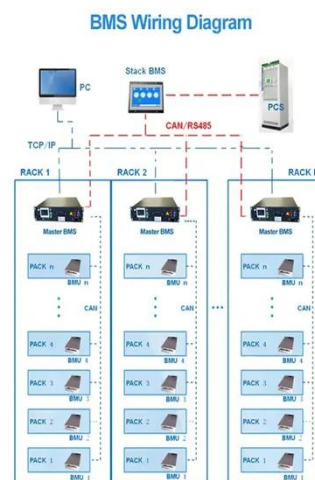 BMS Wiring Diagram
Stack BMS
PC
PCS
CAN/RS485
TCP/IP
RACK 1
RACK 2
RACK
Master BMS
Master BMS
Master BMS
PACK n
BMU n
PACK n
BMU n
PACK n
BMU n
CAN
CAN
CAN
PACK 4
BMU 4
PACK 4
BMU 4
PACK 4
BMU 4
PACK 3
BMU 3
PACK 3
BMU 3
PACK 3
BMU 3
PACK 2
BMU 2
PACK 2
BMU 2
PACK 2
BMU 2
PACK 1
BMU 1
PACK 1
BMU 1
PACK 1
BMU 1